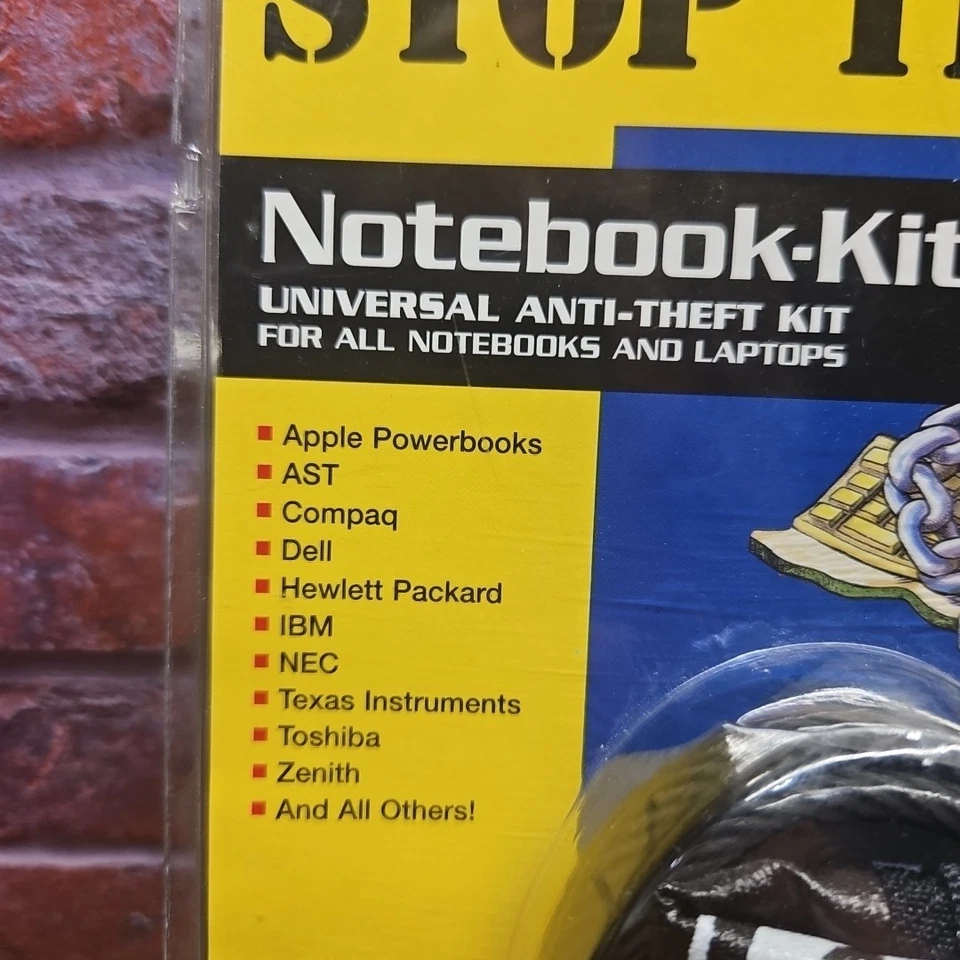 STOP
Notebook-Kit
UNIVERSAL ANTI-THEFT KIT
FOR ALL NOTEBOOKS AND LAPTOPS
Apple Powerbooks
AST
Compaq
Dell
Hewlett Packard
IBM
NEC
Texas Instruments
Toshiba
Zenith
And All Others!